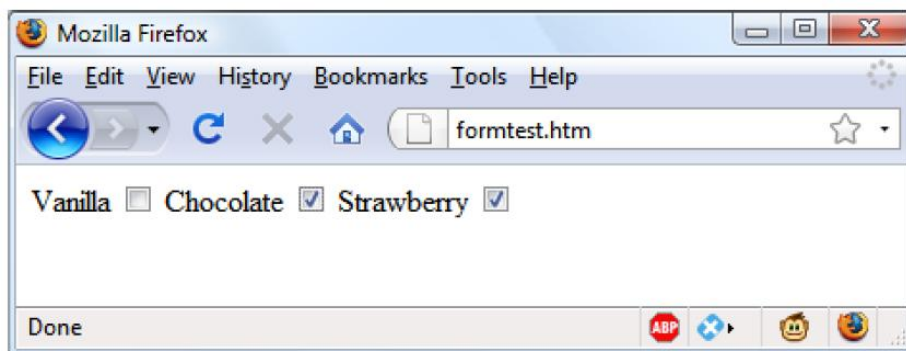 Mozilla Firefox
File Edit View History Bookmarks Tools Help
formtest.htm
Vanilla Chocolate Strawberry
Done ABP